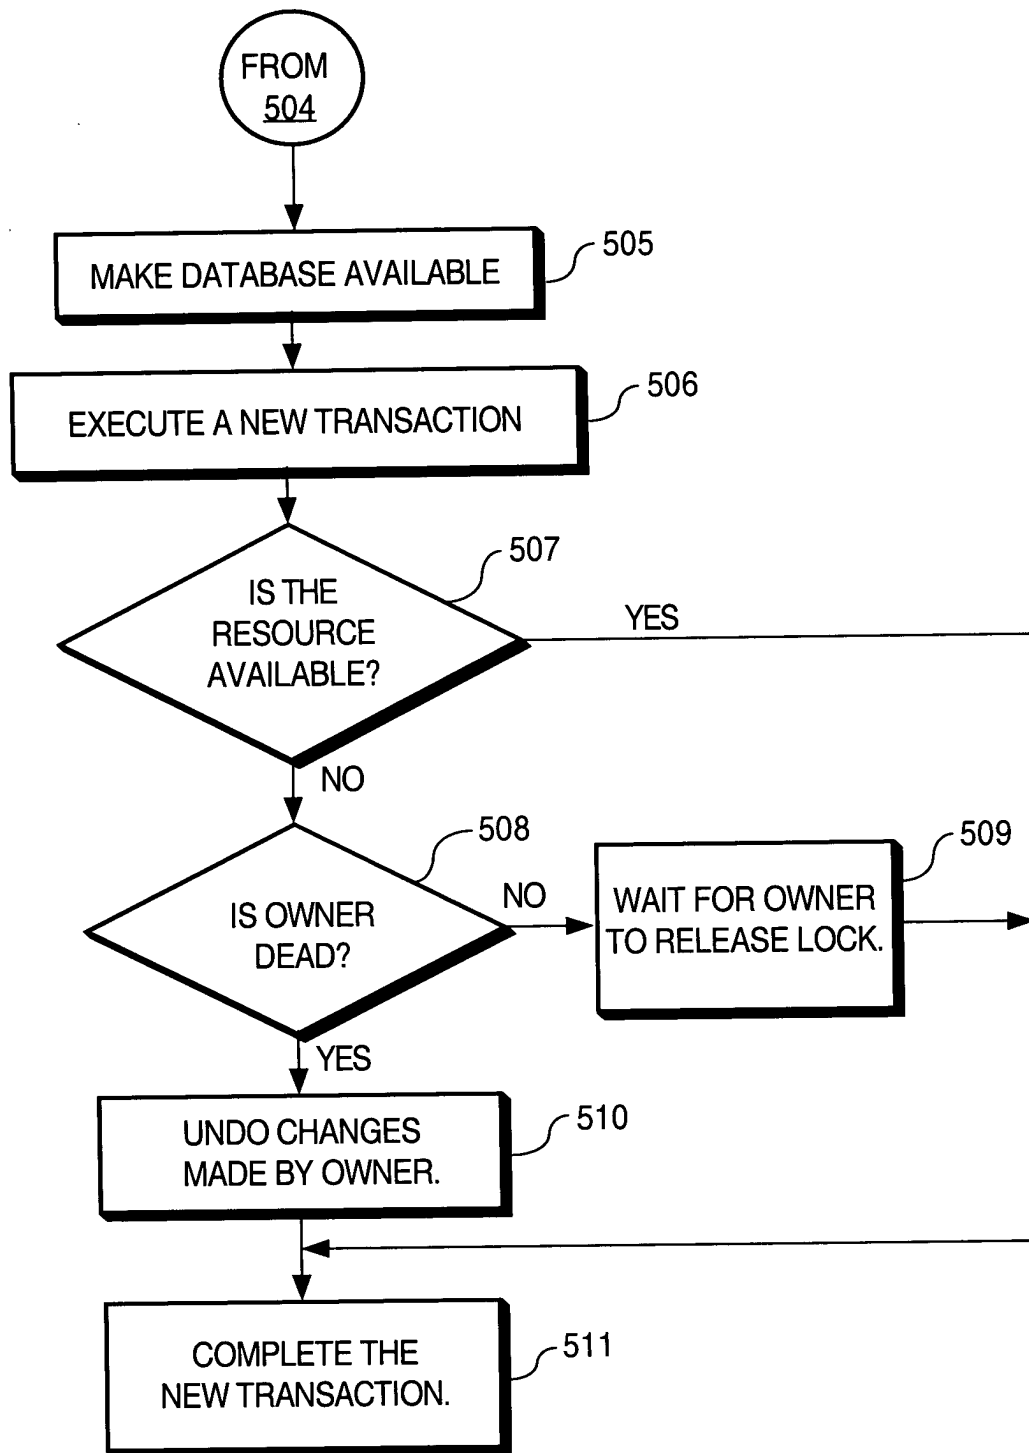 FROM
504
505
MAKE DATABASE AVAILABLE
506
EXECUTE A NEW TRANSACTION
507
IS THE
RESOURCE
AVAILABLE?
YES
NO
508
IS OWNER
DEAD?
NO
509
WAIT FOR OWNER
TO RELEASE LOCK.
YES
510
UNDO CHANGES
MADE BY OWNER.
511
COMPLETE THE
NEW TRANSACTION.